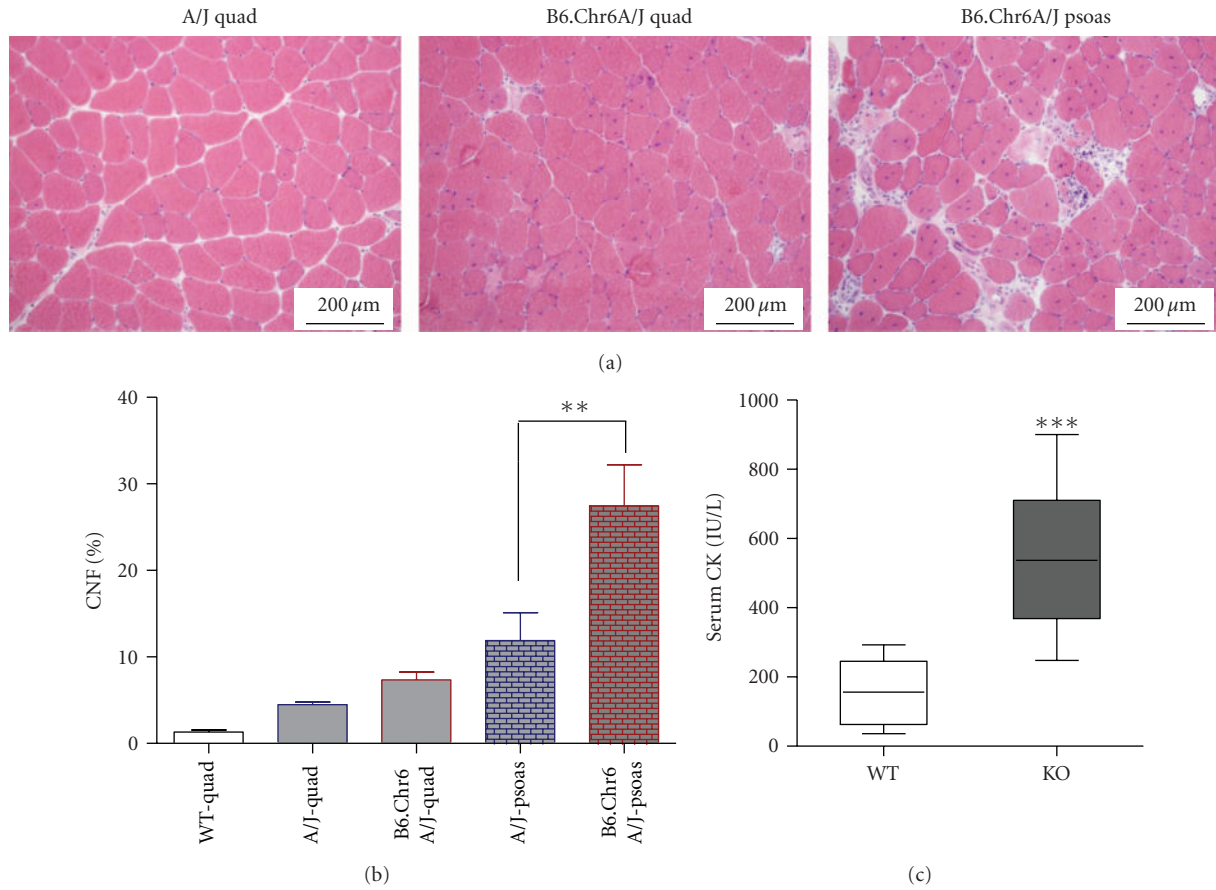 A/J quad
B6.Chr6A/J quad
B6.Chr6A/J psoas
200 µm
200 µm
200 µm
(a)
40
30
20
10
0
CNF (%)
**
WT-quad
A/J-quad
B6.Chr6
A/J-quad
A/J-psoas
B6.Chr6
A/J-psoas
(b)
1000
800
600
400
200
0
Serum CK (IU/L)
***
WT
KO
(c)